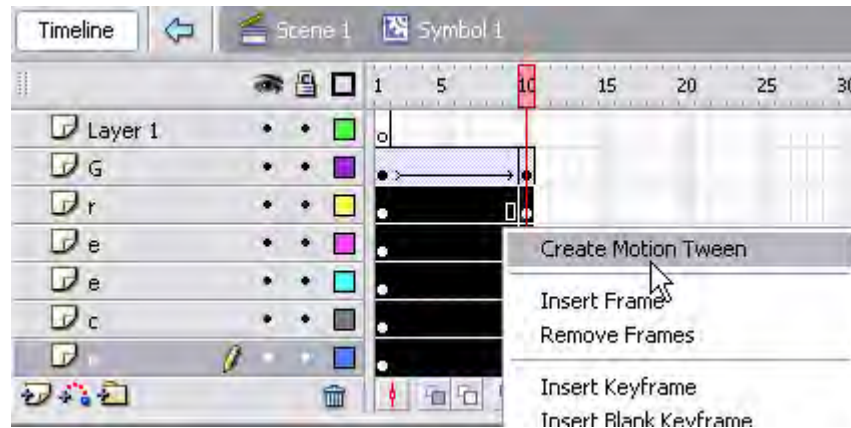 Timeline Scene 1 Symbol 1
1 5 10 15 20 25 30
Layer 1
G
r
e
e
c
Create Motion Tween
Insert Frame
Remove Frames
Insert Keyframe
Insert Blank Keyframe